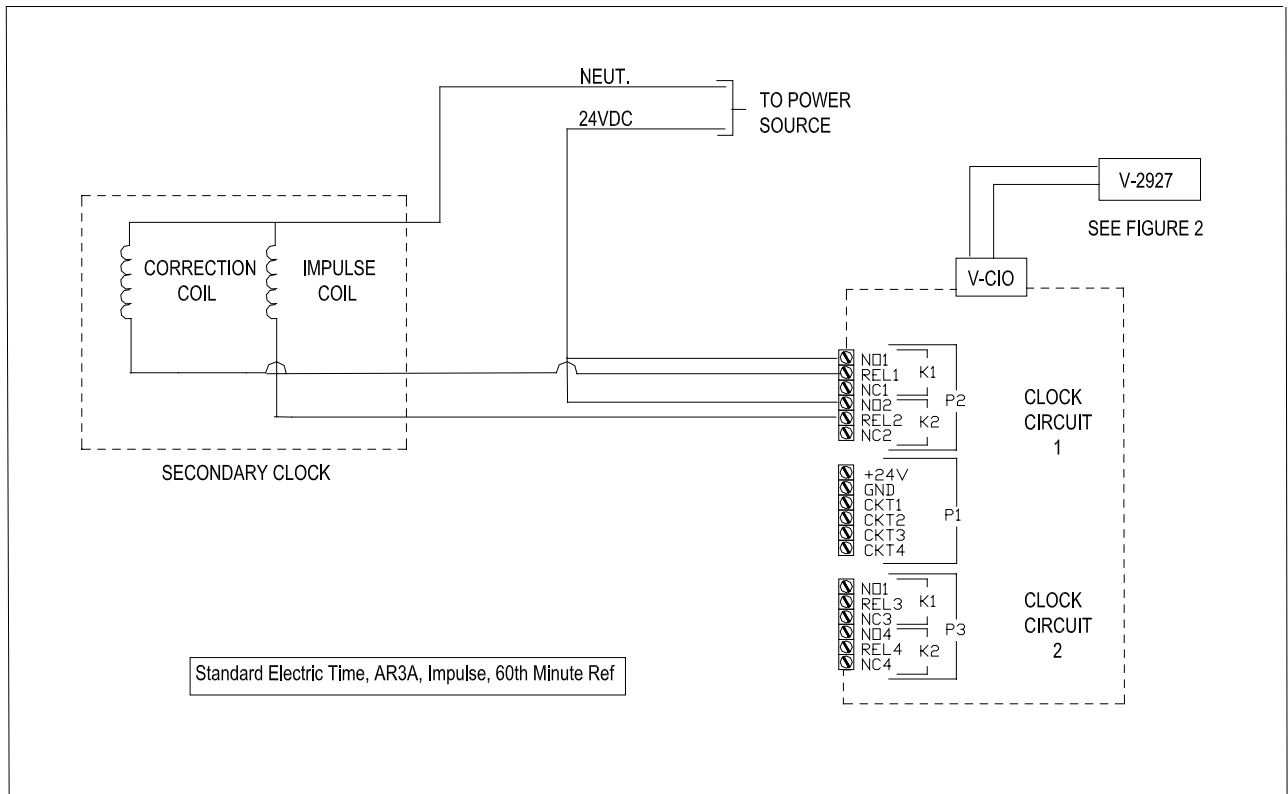 NEUT.
24VDC
TO POWER
SOURCE
V-2927
SEE FIGURE 2
V-CIO
CORRECTION
COIL
IMPULSE
COIL
SECONDARY CLOCK
NO1
REL1
NC1
NO2
REL2
NC2
K1
K2
P2
CLOCK
CIRCUIT
1
+24V
GND
CKT1
CKT2
CKT3
CKT4
P1
NO1
REL3
NC3
NO4
REL4
NC4
K1
K2
P3
CLOCK
CIRCUIT
2
Standard Electric Time, AR3A, Impulse, 60th Minute Ref